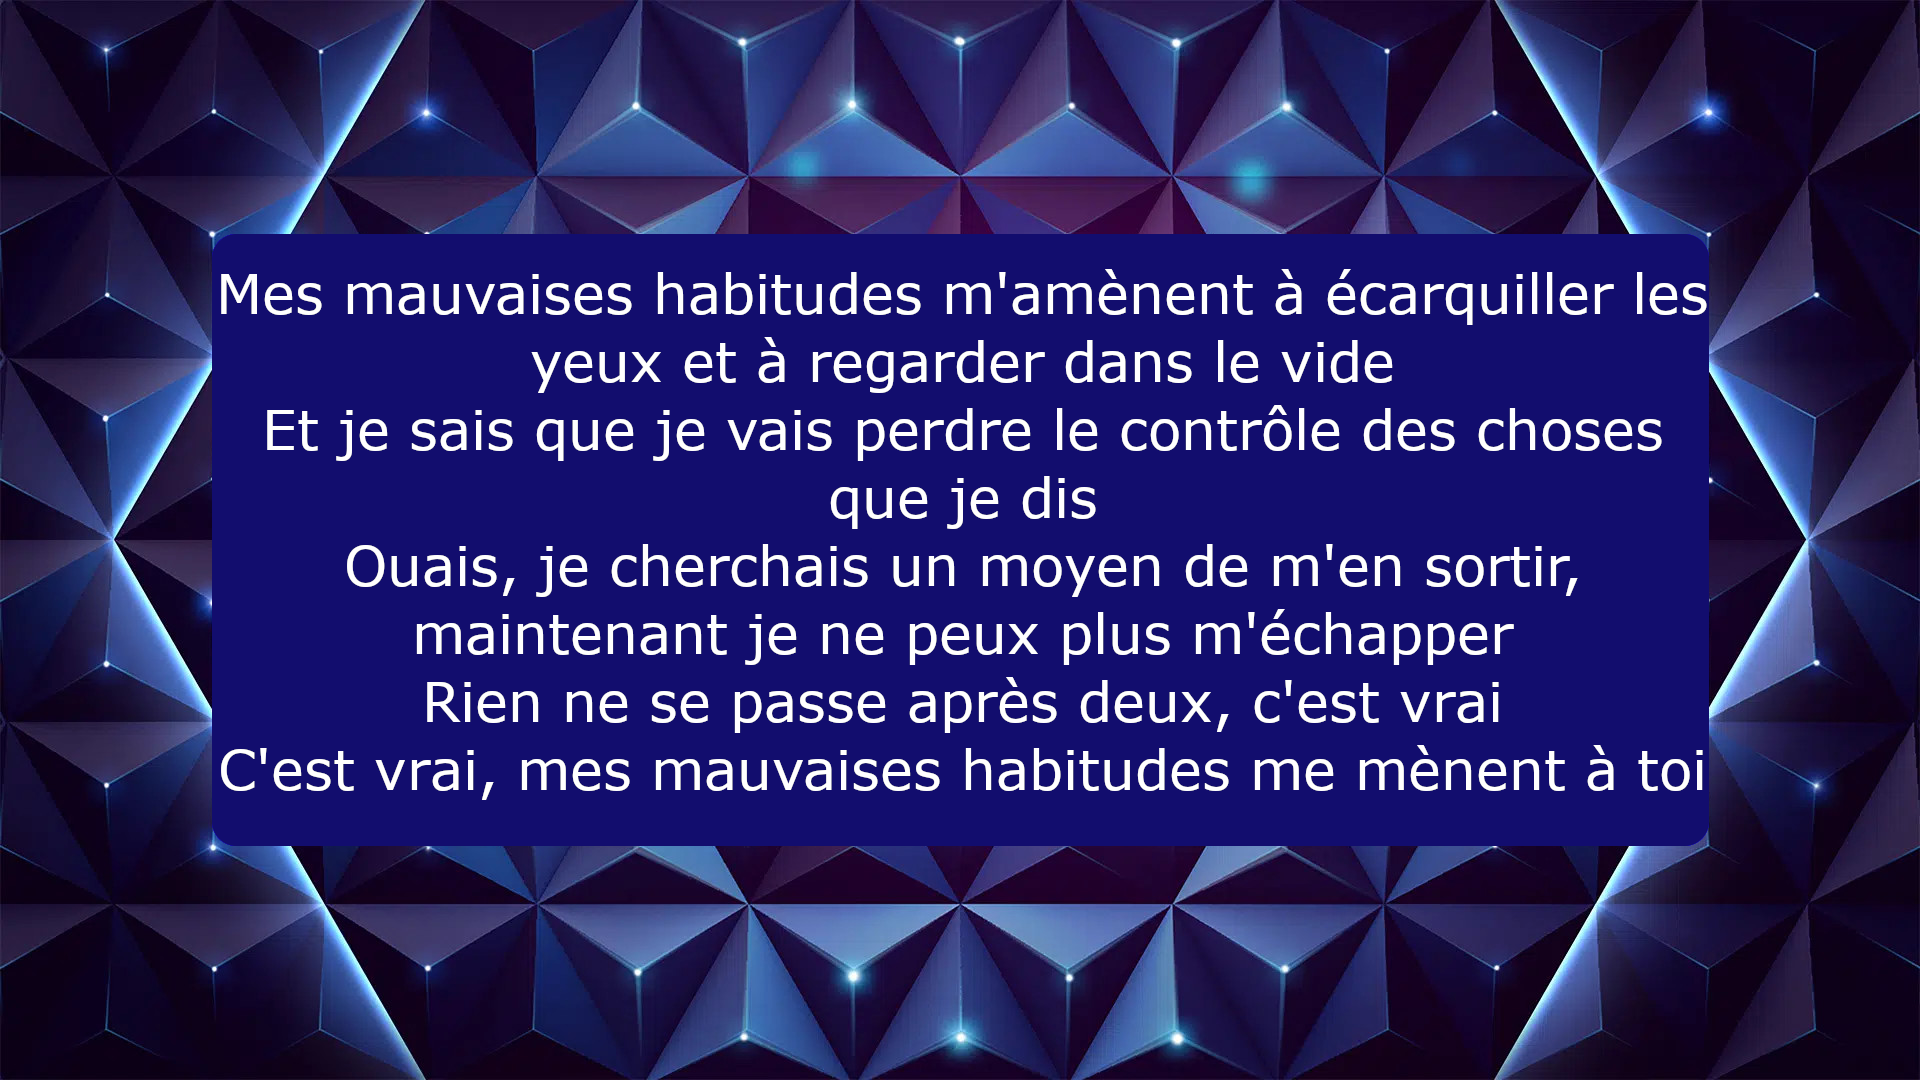 Mes mauvaises habitudes m'amènent à écarquiller les
yeux et à regarder dans le vide
Et je sais que je vais perdre le contrôle des choses
que je dis
Ouais, je cherchais un moyen de m'en sortir,
maintenant je ne peux plus m'échapper
Rien ne se passe après deux, c'est vrai
C'est vrai, mes mauvaises habitudes me mènent à toi